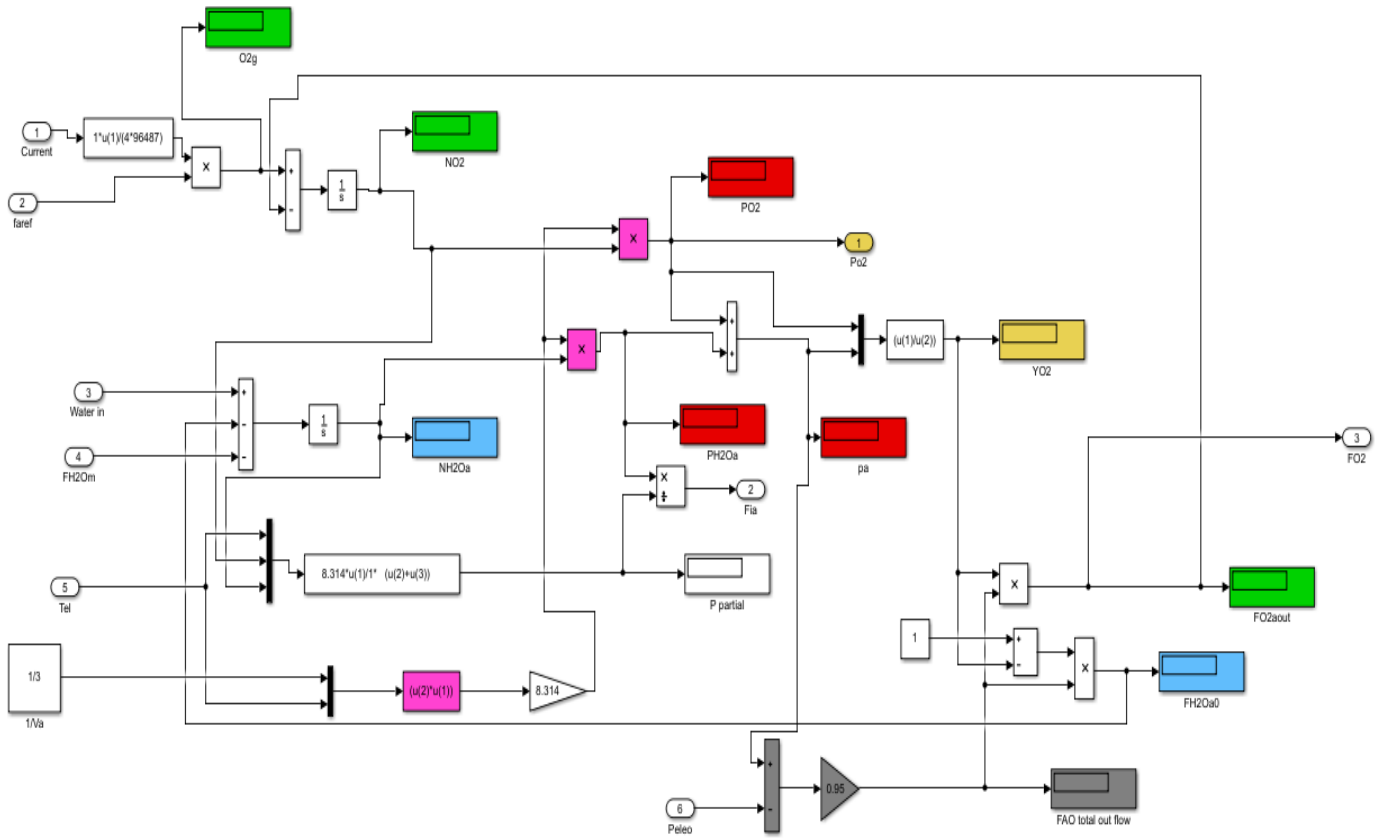 O2g
1
Current
1*u(1)/(4*96487)
×
2
faref
+
−
1
s
NO2
PO2
×
1
Po2
×
+
+
(u(1)/u(2))
YO2
3
Water in
4
FH2Om
+
−
−
1
s
NH2Oa
PH2Oa
pa
3
FO2
×
÷
2
Fia
5
Tel
8.314*u(1)/1* (u(2)+u(3))
P partial
×
FO2aout
1
+
−
×
FH2Oa0
1/3
1/Va
(u(2)*u(1))
8.314
6
Peleo
+
−
0.95
FAO total out flow